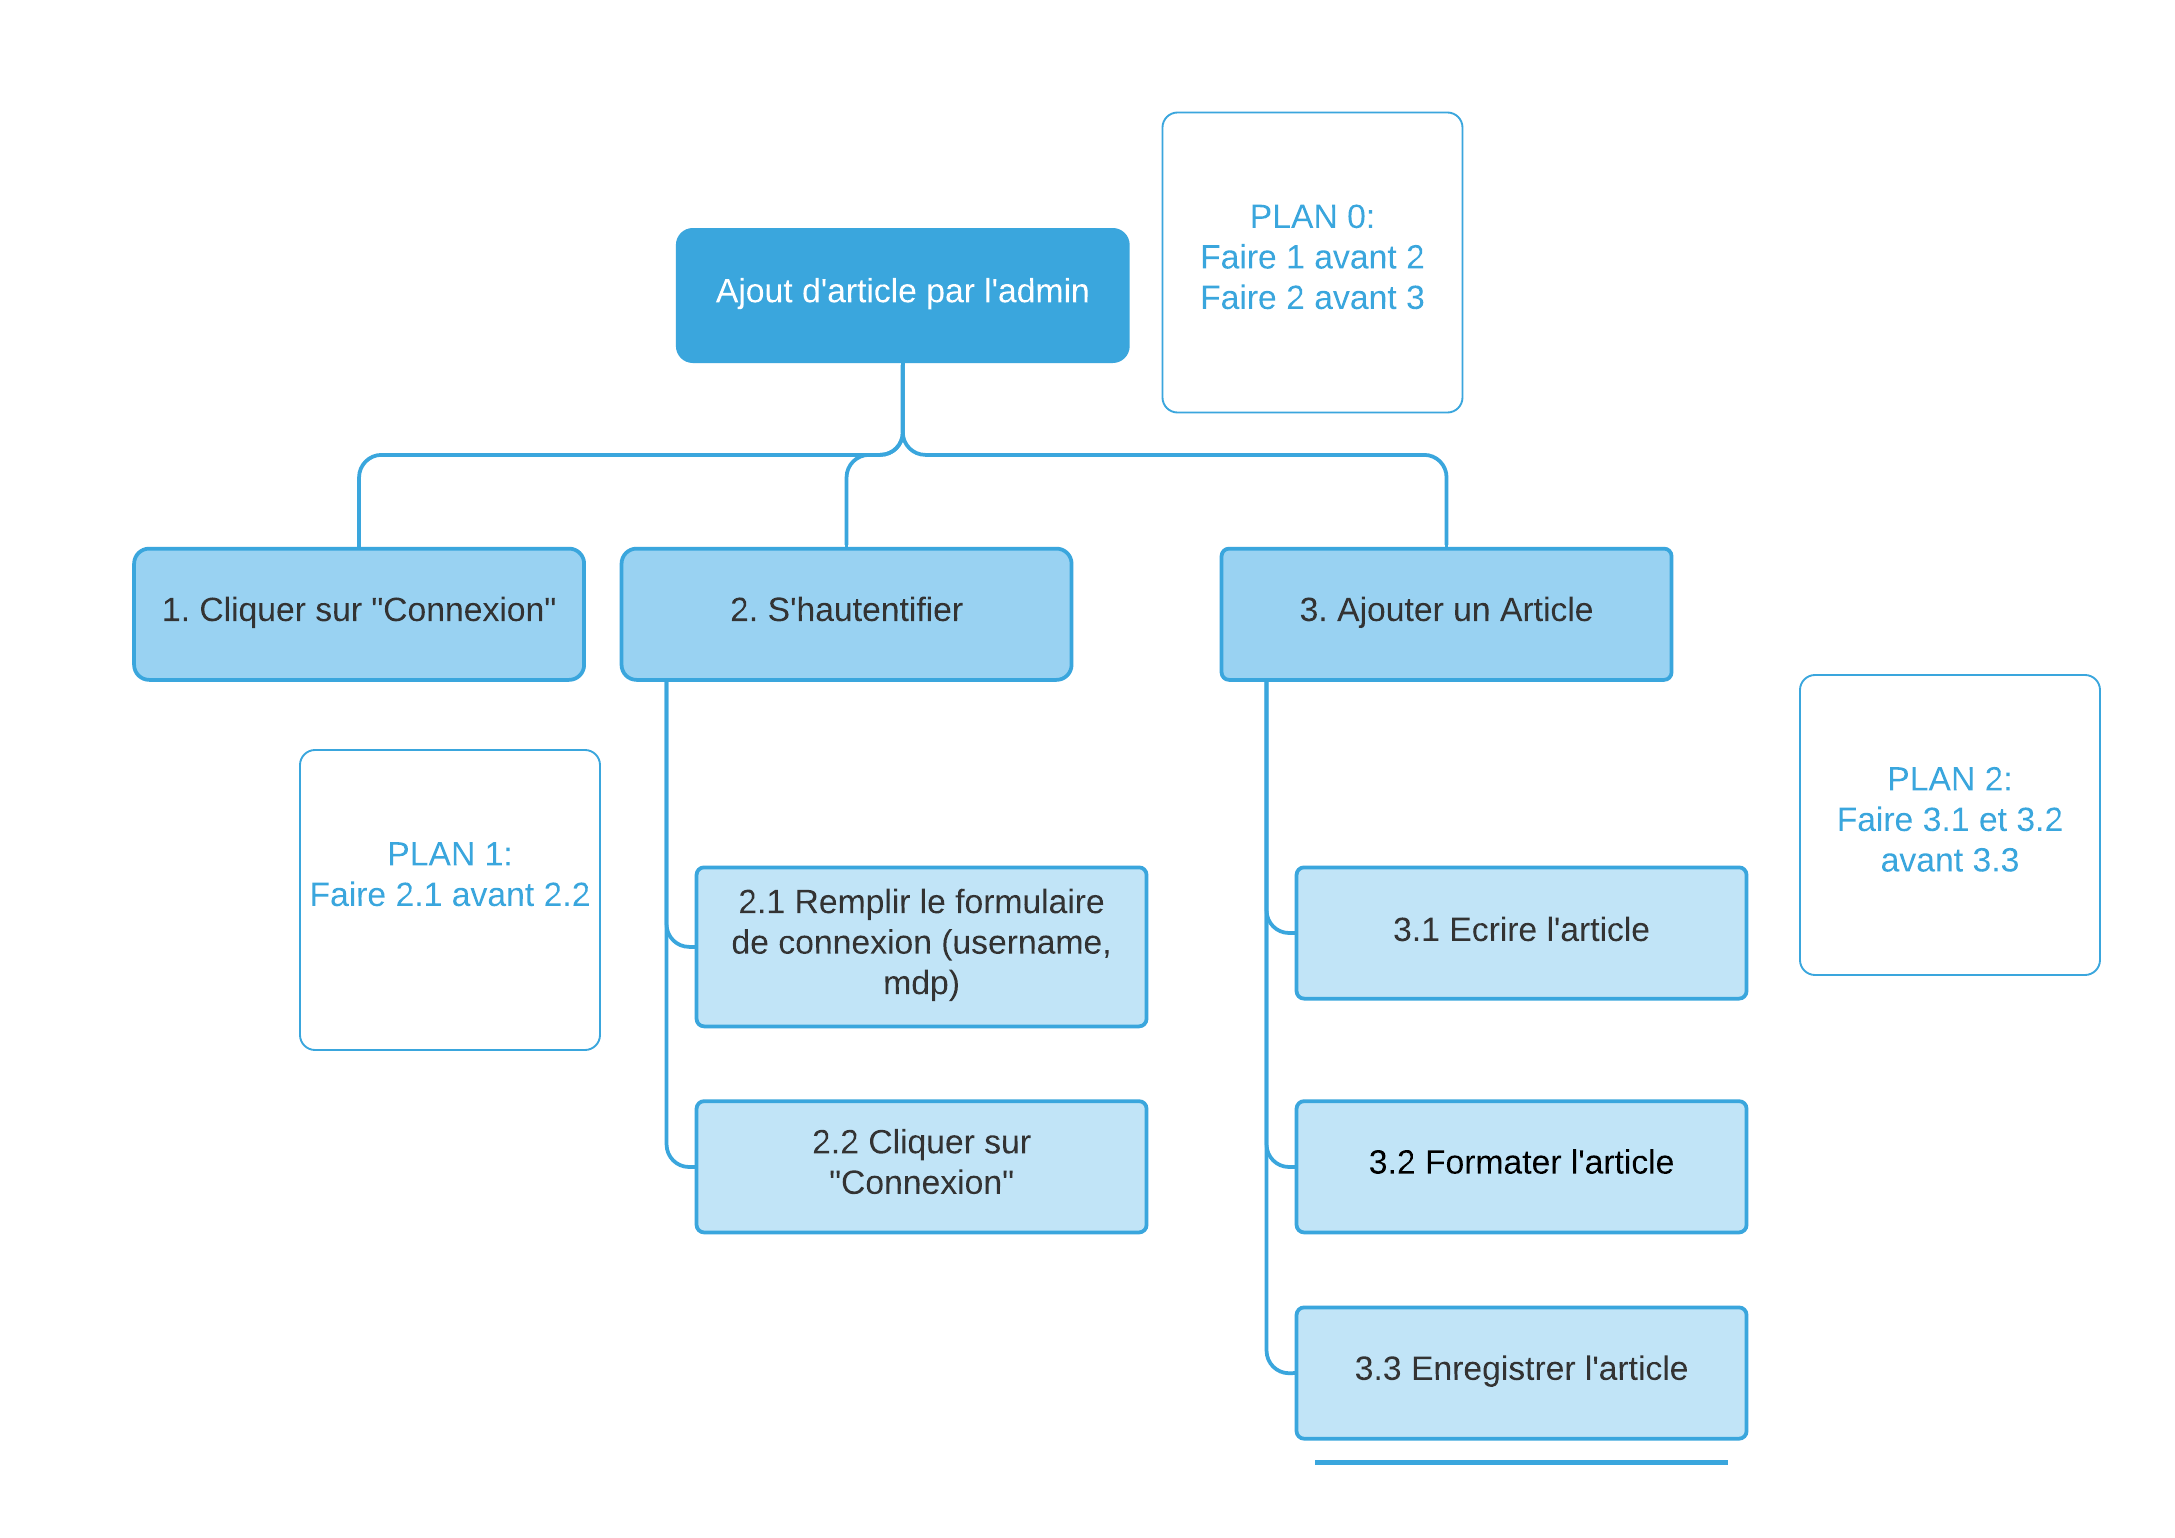 PLAN 0:
Faire 1 avant 2
Faire 2 avant 3
Ajout d'article par l'admin
1. Cliquer sur "Connexion"
2. S'hautentifier
3. Ajouter un Article
PLAN 1:
Faire 2.1 avant 2.2
2.1 Remplir le formulaire
de connexion (username,
mdp)
2.2 Cliquer sur
"Connexion"
PLAN 2:
Faire 3.1 et 3.2
avant 3.3
3.1 Ecrire l'article
3.2 Formater l'article
3.3 Enregistrer l'article